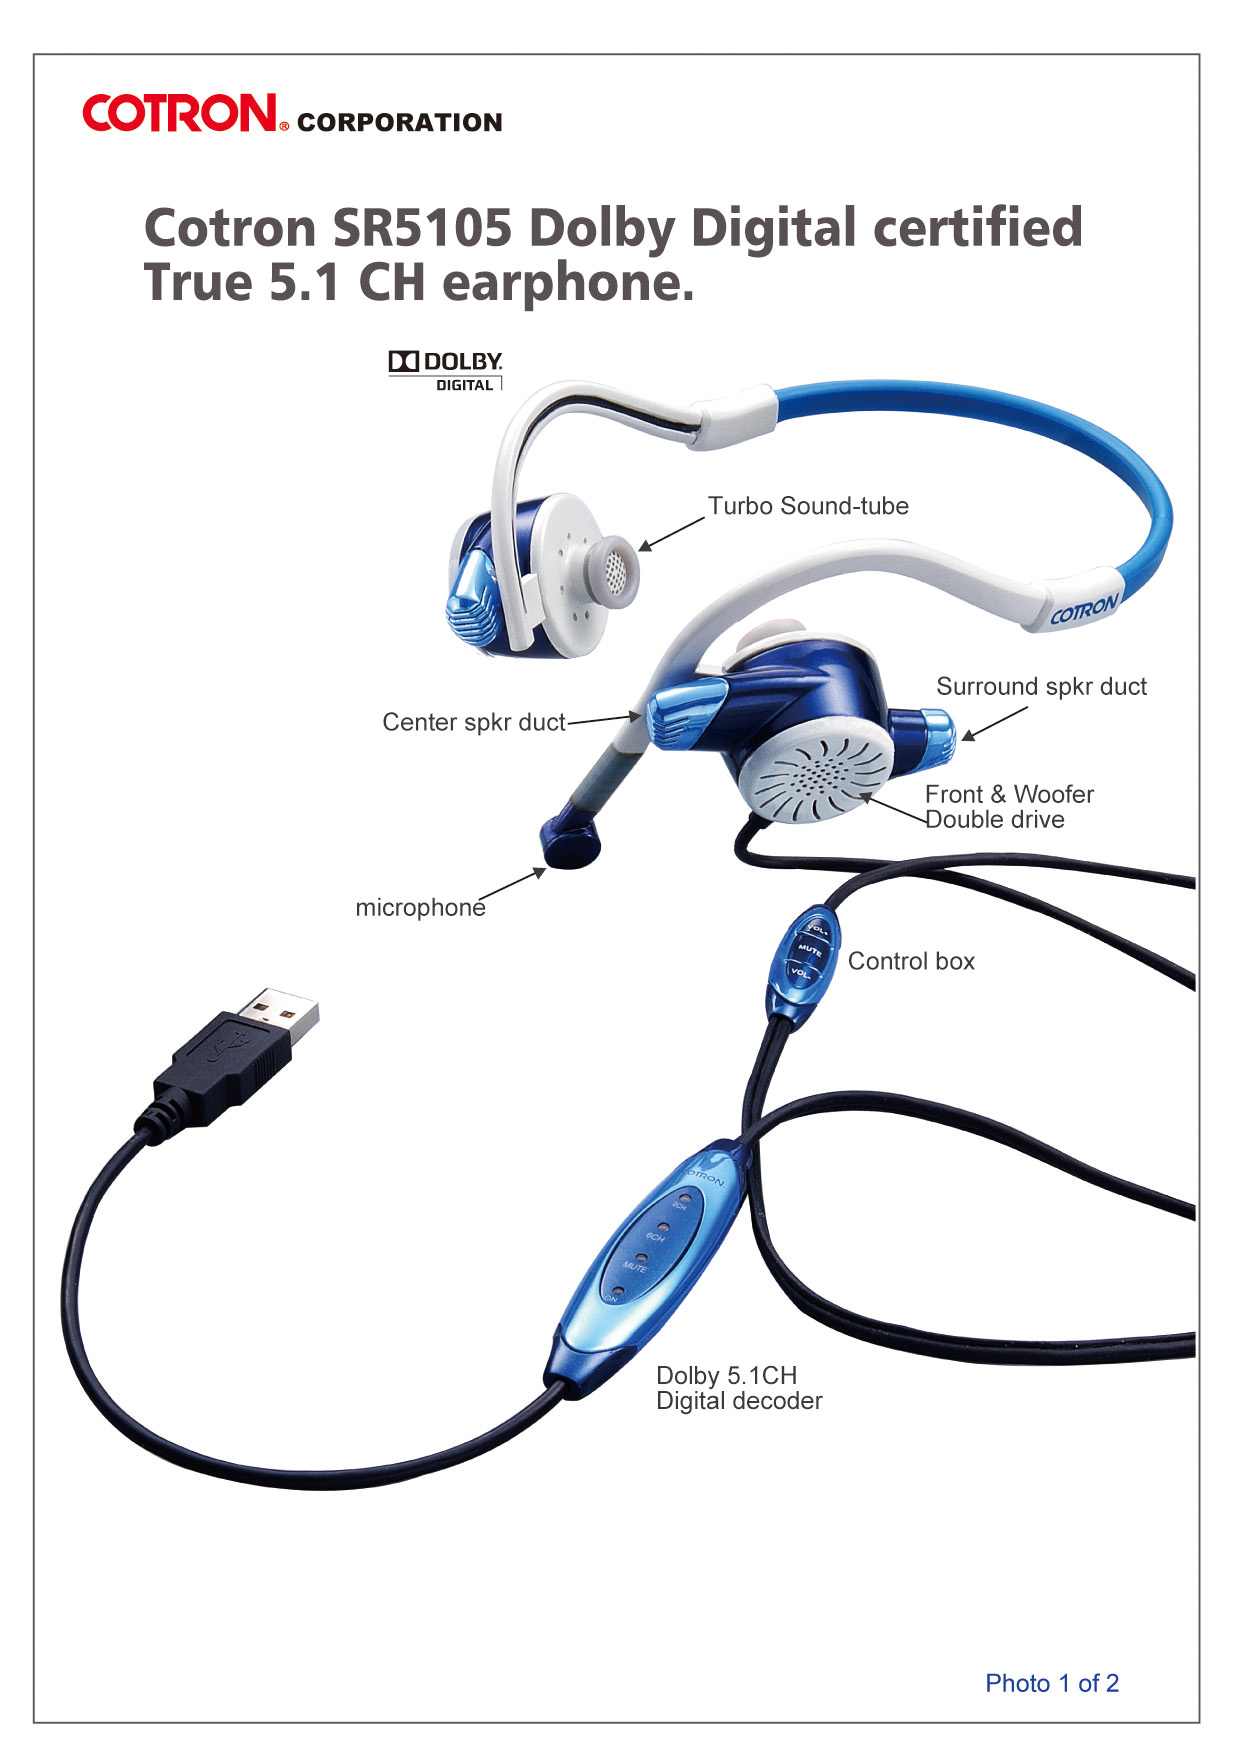 COTRON® CORPORATION
Cotron SR5105 Dolby Digital certified
True 5.1 CH earphone.
DOLBY
DIGITAL
Turbo Sound-tube
COTRON
Surround spkr duct
Center spkr duct
Front & Woofer
Double drive
microphone
VOL+
MUTE
VOL-
Control box
COTRON
2CH
6CH
MUTE
ON
Dolby 5.1CH
Digital decoder
Photo 1 of 2